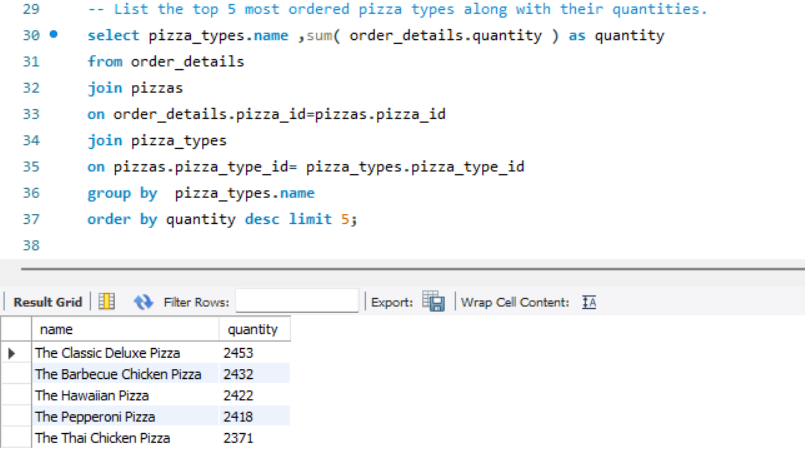 29 -- List the top 5 most ordered pizza types along with their quantities.
30 select pizza_types.name ,sum( order_details.quantity ) as quantity
31 from order_details
32 join pizzas
33 on order_details.pizza_id=pizzas.pizza_id
34 join pizza_types
35 on pizzas.pizza_type_id= pizza_types.pizza_type_id
36 group by  pizza_types.name
37 order by quantity desc limit 5;
38
Result Grid Filter Rows: Export: Wrap Cell Content: IA
name quantity
The Classic Deluxe Pizza 2453
The Barbecue Chicken Pizza 2432
The Hawaiian Pizza 2422
The Pepperoni Pizza 2418
The Thai Chicken Pizza 2371